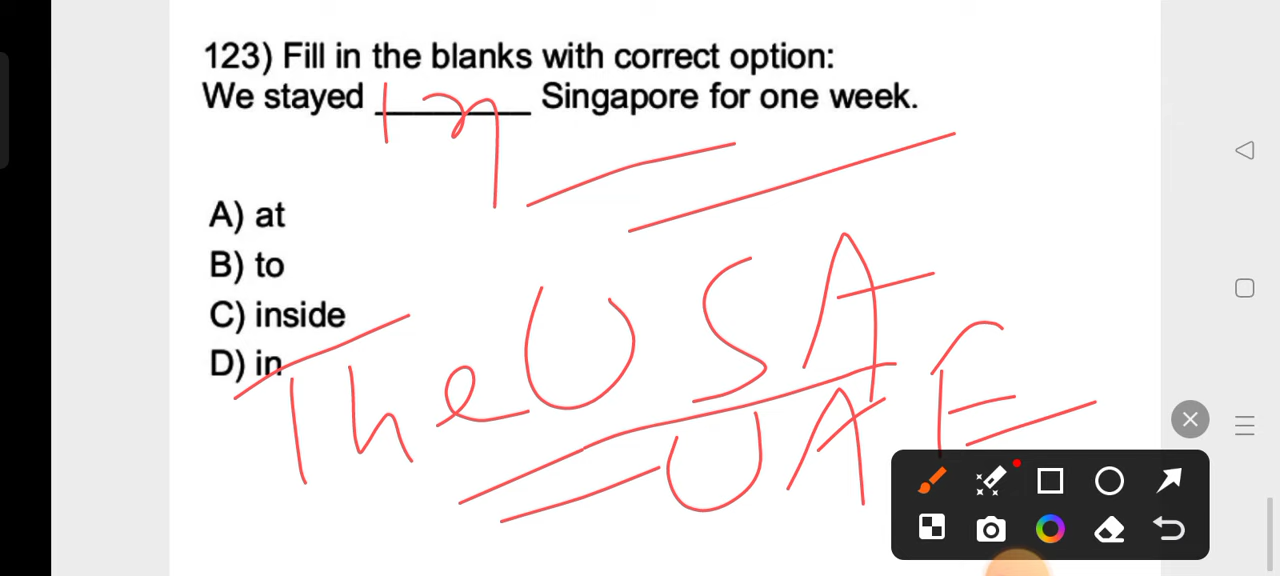 123) Fill in the blanks with correct option:
We stayed in Singapore for one week.
A) at
B) to
C) inside
D) in
The USA
UAE